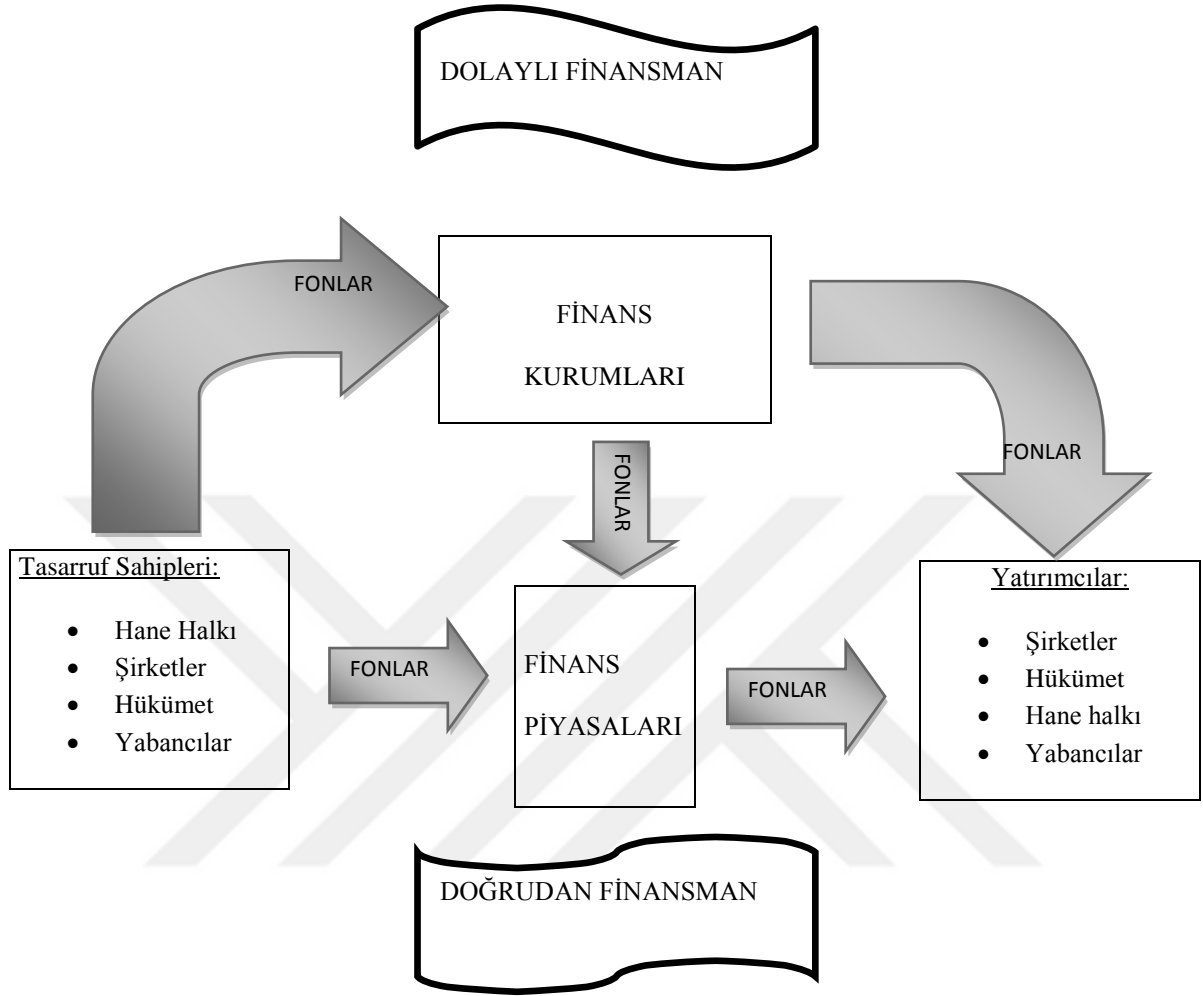 DOLAYLI FİNANSMAN
FONLAR
FİNANS
KURUMLARI
FONLAR
FONLAR
Tasarruf Sahipleri:
• Hane Halkı
• Şirketler
• Hükümet
• Yabancılar
FONLAR
FİNANS
PİYASALARI
FONLAR
Yatırımcılar:
• Şirketler
• Hükümet
• Hane halkı
• Yabancılar
DOĞRUDAN FİNANSMAN